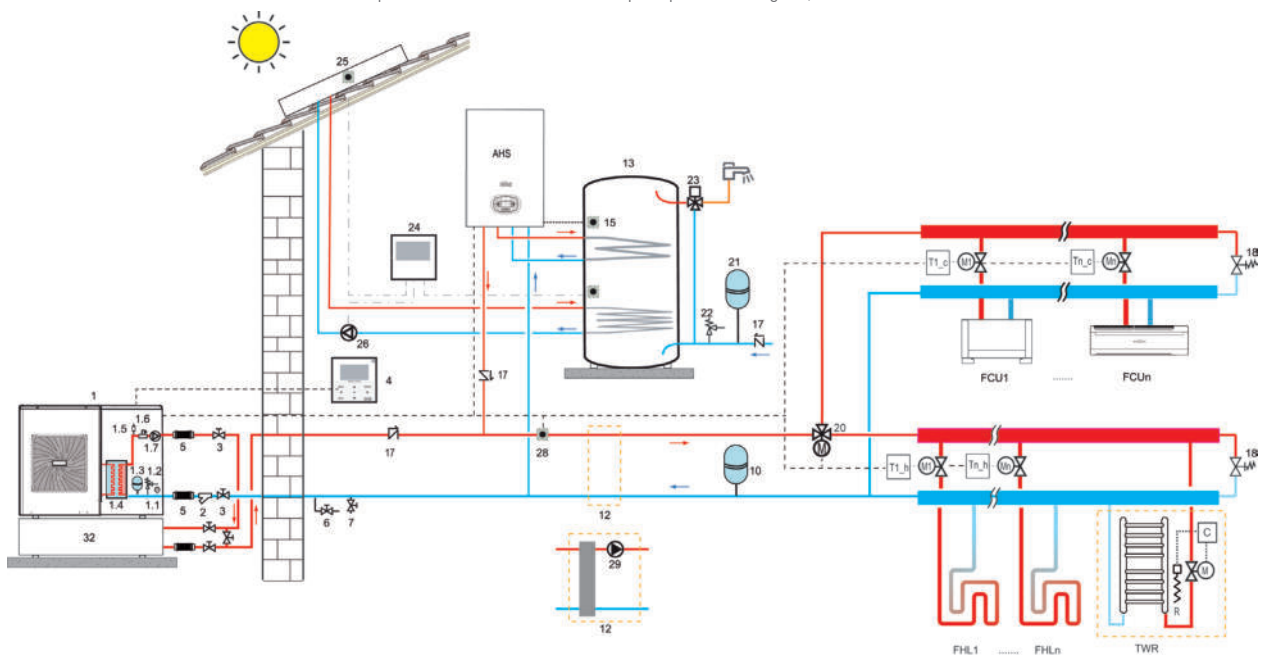 25
AHS
13
23
15
24
21
22
17
26
T1_c
M1
Tn_c
Mn
18
FCU1
........
FCUn
4
17
1
1.6
1.5
1.7
5
3
17
28
20
M
10
T1_h
M1
Tn_h
Mn
18
1.3
1.2
1.4
1.1
5
2
3
6
7
12
32
29
12
C
M
R
FHL1
.......
FHLn
TWR